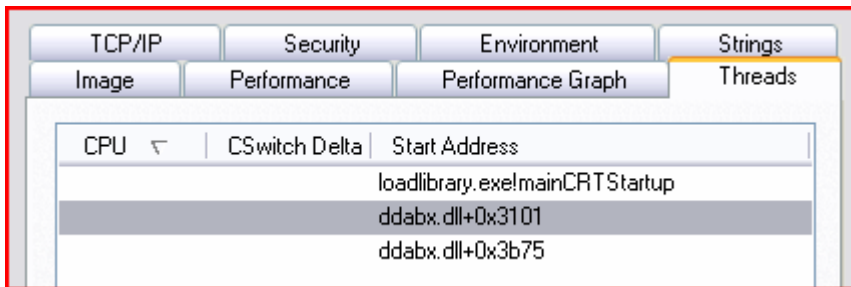 TCP/IP Security Environment Strings
Image Performance Performance Graph Threads
CPU CSwitch Delta Start Address
loadlibrary.exe!mainCRTStartup
ddabx.dll+0x3101
ddabx.dll+0x3b75